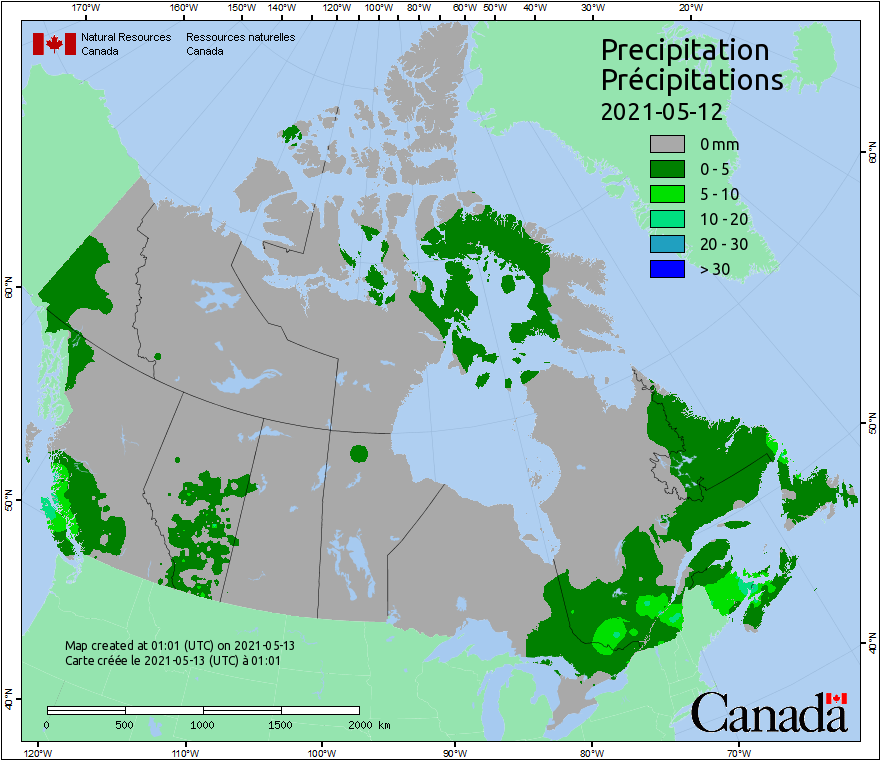 170°W 160°W 150°W 140°W 120°W 100°W 80°W 60°W 50°W 40°W 30°W 20°W
Natural Resources Ressources naturelles
Canada Canada
Precipitation
Précipitations
2021-05-12
0 mm
0 - 5
5 - 10
10 - 20
20 - 30
> 30
60°N 60°N
50°N 50°N
40°N 40°N
Map created at 01:01 (UTC) on 2021-05-13
Carte créée le 2021-05-13 (UTC) à 01:01
0 500 1000 1500 2000 km
Canada
120°W 110°W 100°W 90°W 80°W 70°W